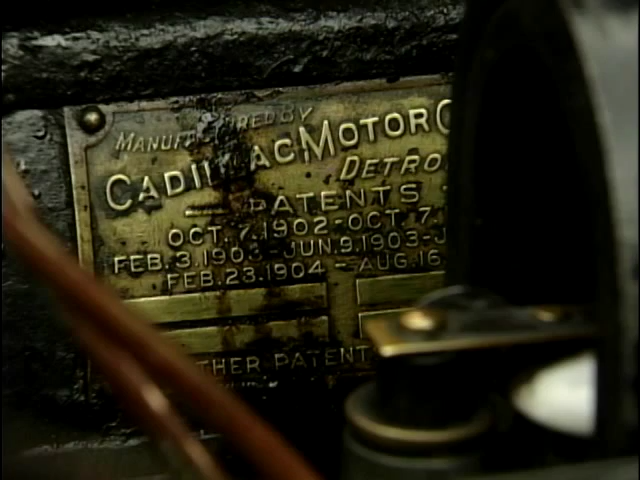 MANUFACTURED BY
CADILLAC MOTOR C
DETRO
PATENTS
OCT. 7. 1902 - OCT. 7.
FEB. 3. 1903 - JUN. 9. 1903 - J
FEB. 23. 1904 - AUG. 16
THER PATENT